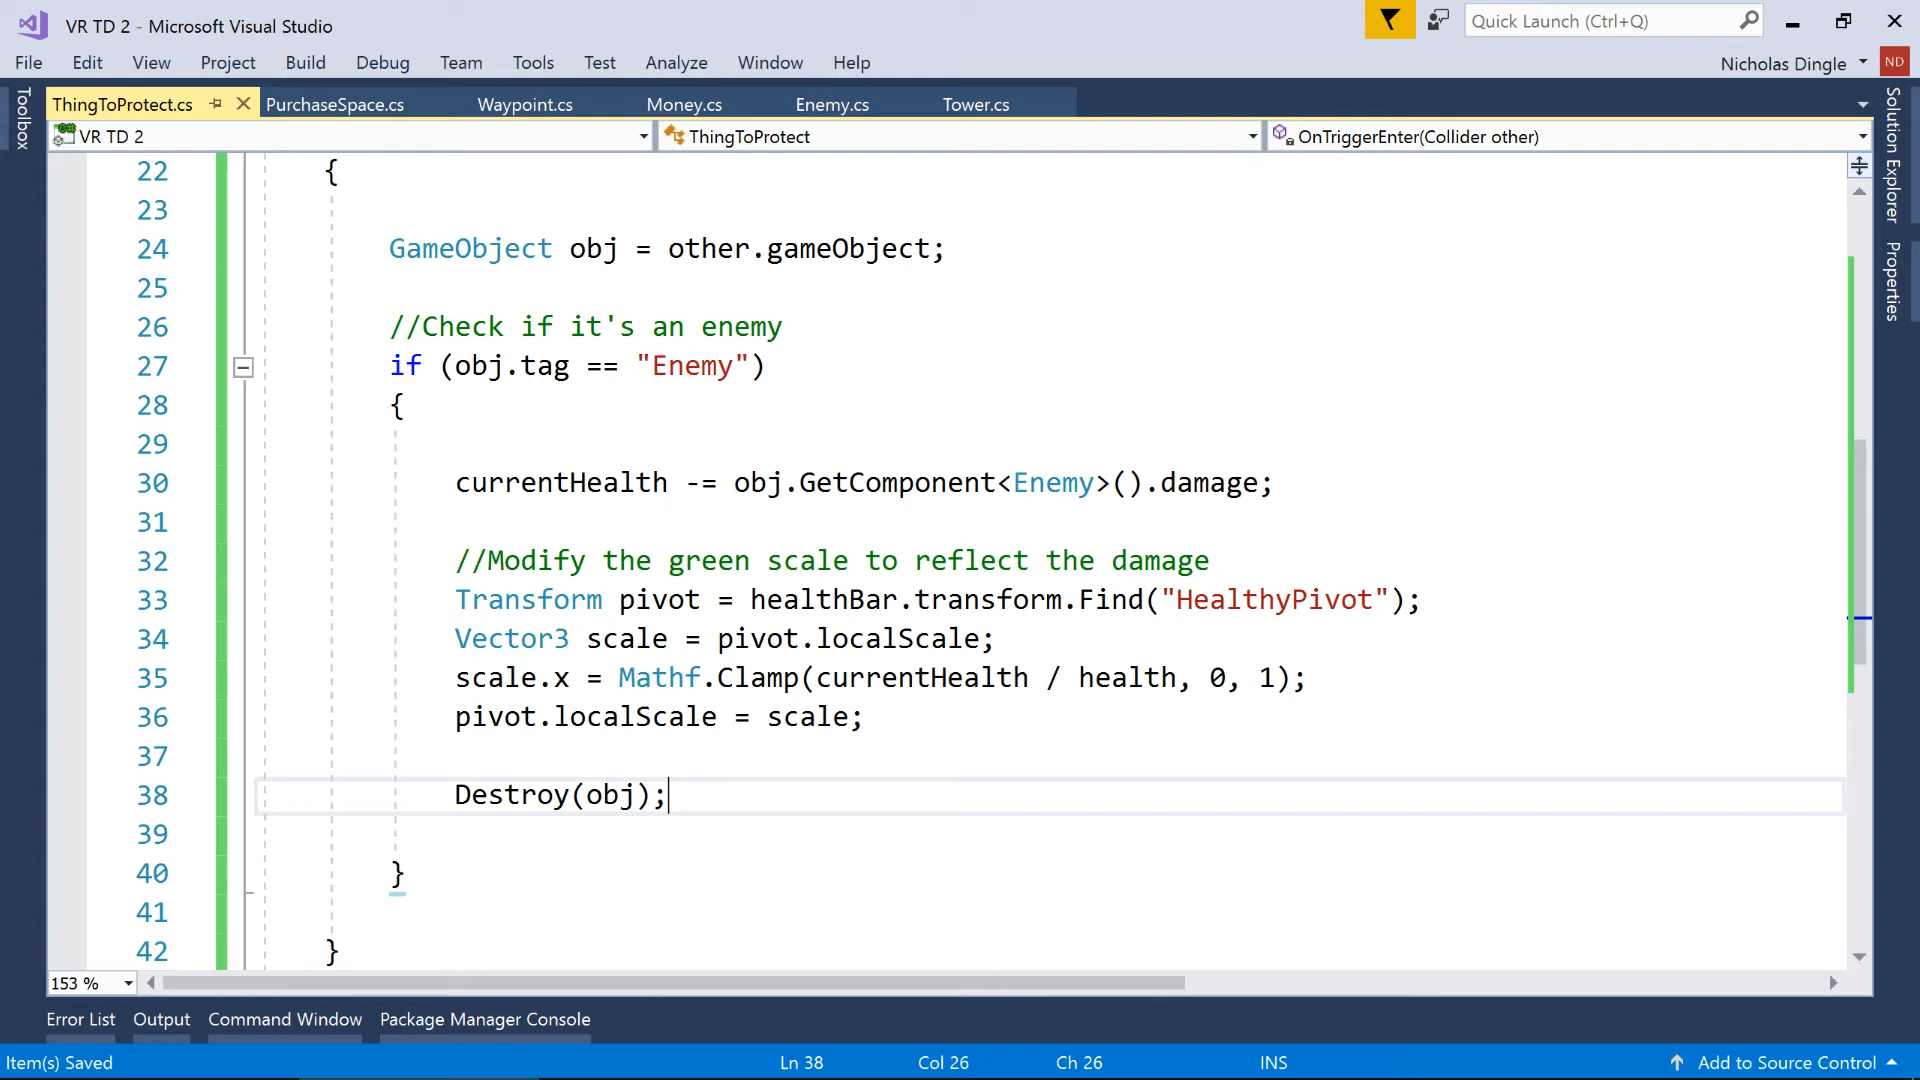 VR TD 2 - Microsoft Visual Studio
Quick Launch (Ctrl+Q)
File Edit View Project Build Debug Team Tools Test Analyze Window Help
Nicholas Dingle ND
Toolbox
ThingToProtect.cs PurchaseSpace.cs Waypoint.cs Money.cs Enemy.cs Tower.cs
VR TD 2 ThingToProtect OnTriggerEnter(Collider other)
Solution Explorer
Properties
22 {
23
24 GameObject obj = other.gameObject;
25
26 //Check if it's an enemy
27 if (obj.tag == "Enemy")
28 {
29
30 currentHealth -= obj.GetComponent<Enemy>().damage;
31
32 //Modify the green scale to reflect the damage
33 Transform pivot = healthBar.transform.Find("HealthyPivot");
34 Vector3 scale = pivot.localScale;
35 scale.x = Mathf.Clamp(currentHealth / health, 0, 1);
36 pivot.localScale = scale;
37
38 Destroy(obj);
39
40 }
41
42 }
153 %
Error List Output Command Window Package Manager Console
Item(s) Saved Ln 38 Col 26 Ch 26 INS Add to Source Control